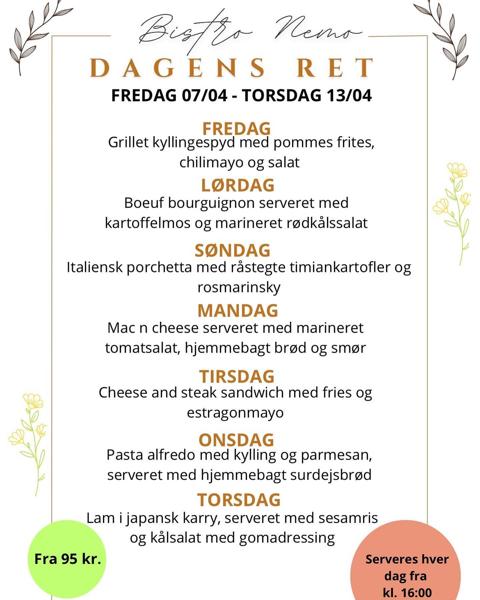 Bistro Nemo
DAGENS RET
FREDAG 07/04 - TORSDAG 13/04
FREDAG
Grillet kyllingespyd med pommes frites,
chilimayo og salat
LØRDAG
Boeuf bourguignon serveret med
kartoffelmos og marineret rødkålssalat
SØNDAG
Italiensk porchetta med råstegte timiankartofler og
rosmarinsky
MANDAG
Mac n cheese serveret med marineret
tomatsalat, hjemmebagt brød og smør
TIRSDAG
Cheese and steak sandwich med fries og
estragonmayo
ONSDAG
Pasta alfredo med kylling og parmesan,
serveret med hjemmebagt surdejsbrød
TORSDAG
Lam i japansk karry, serveret med sesamris
og kålsalat med gomadressing
Fra 95 kr.
Serveres hver
dag fra
kl. 16:00